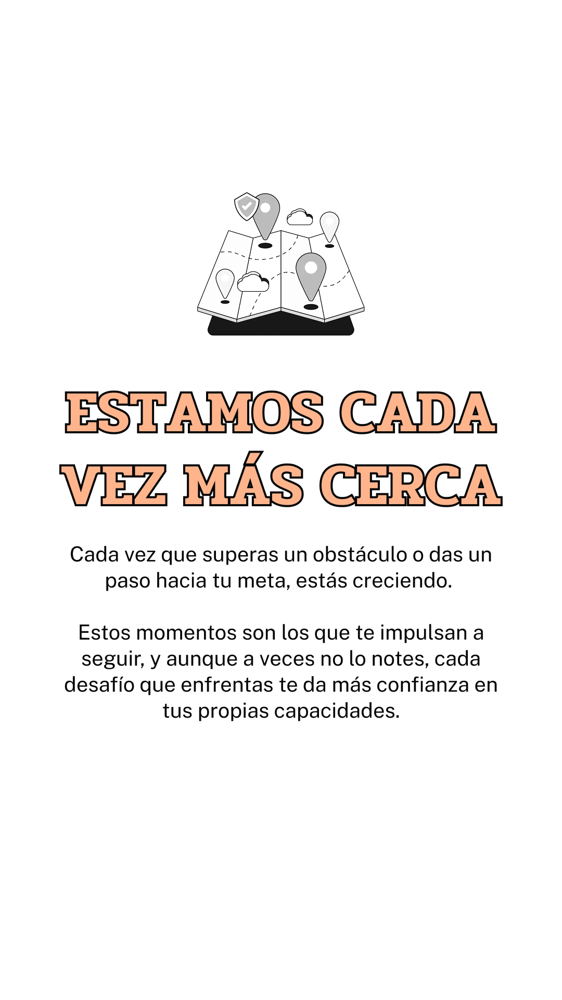 ESTAMOS CADA
VEZ MÁS CERCA
Cada vez que superas un obstáculo o das un
paso hacia tu meta, estás creciendo.
Estos momentos son los que te impulsan a
seguir, y aunque a veces no lo notes, cada
desafío que enfrentas te da más confianza en
tus propias capacidades.